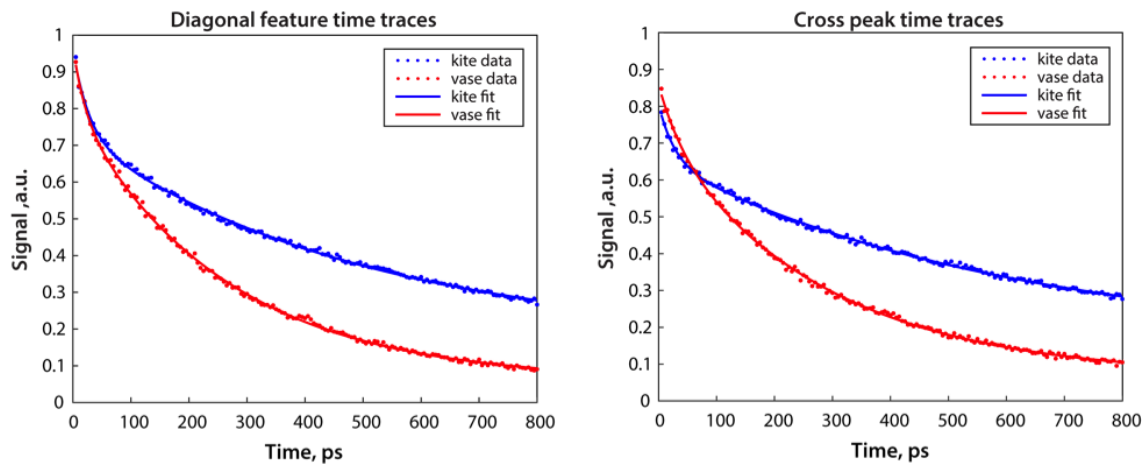 Diagonal feature time traces
Signal ,a.u.
1
0.9
0.8
0.7
0.6
0.5
0.4
0.3
0.2
0.1
0
kite data
vase data
kite fit
vase fit
0 100 200 300 400 500 600 700 800
Time, ps
Cross peak time traces
Signal ,a.u.
1
0.9
0.8
0.7
0.6
0.5
0.4
0.3
0.2
0.1
0
kite data
vase data
kite fit
vase fit
0 100 200 300 400 500 600 700 800
Time, ps